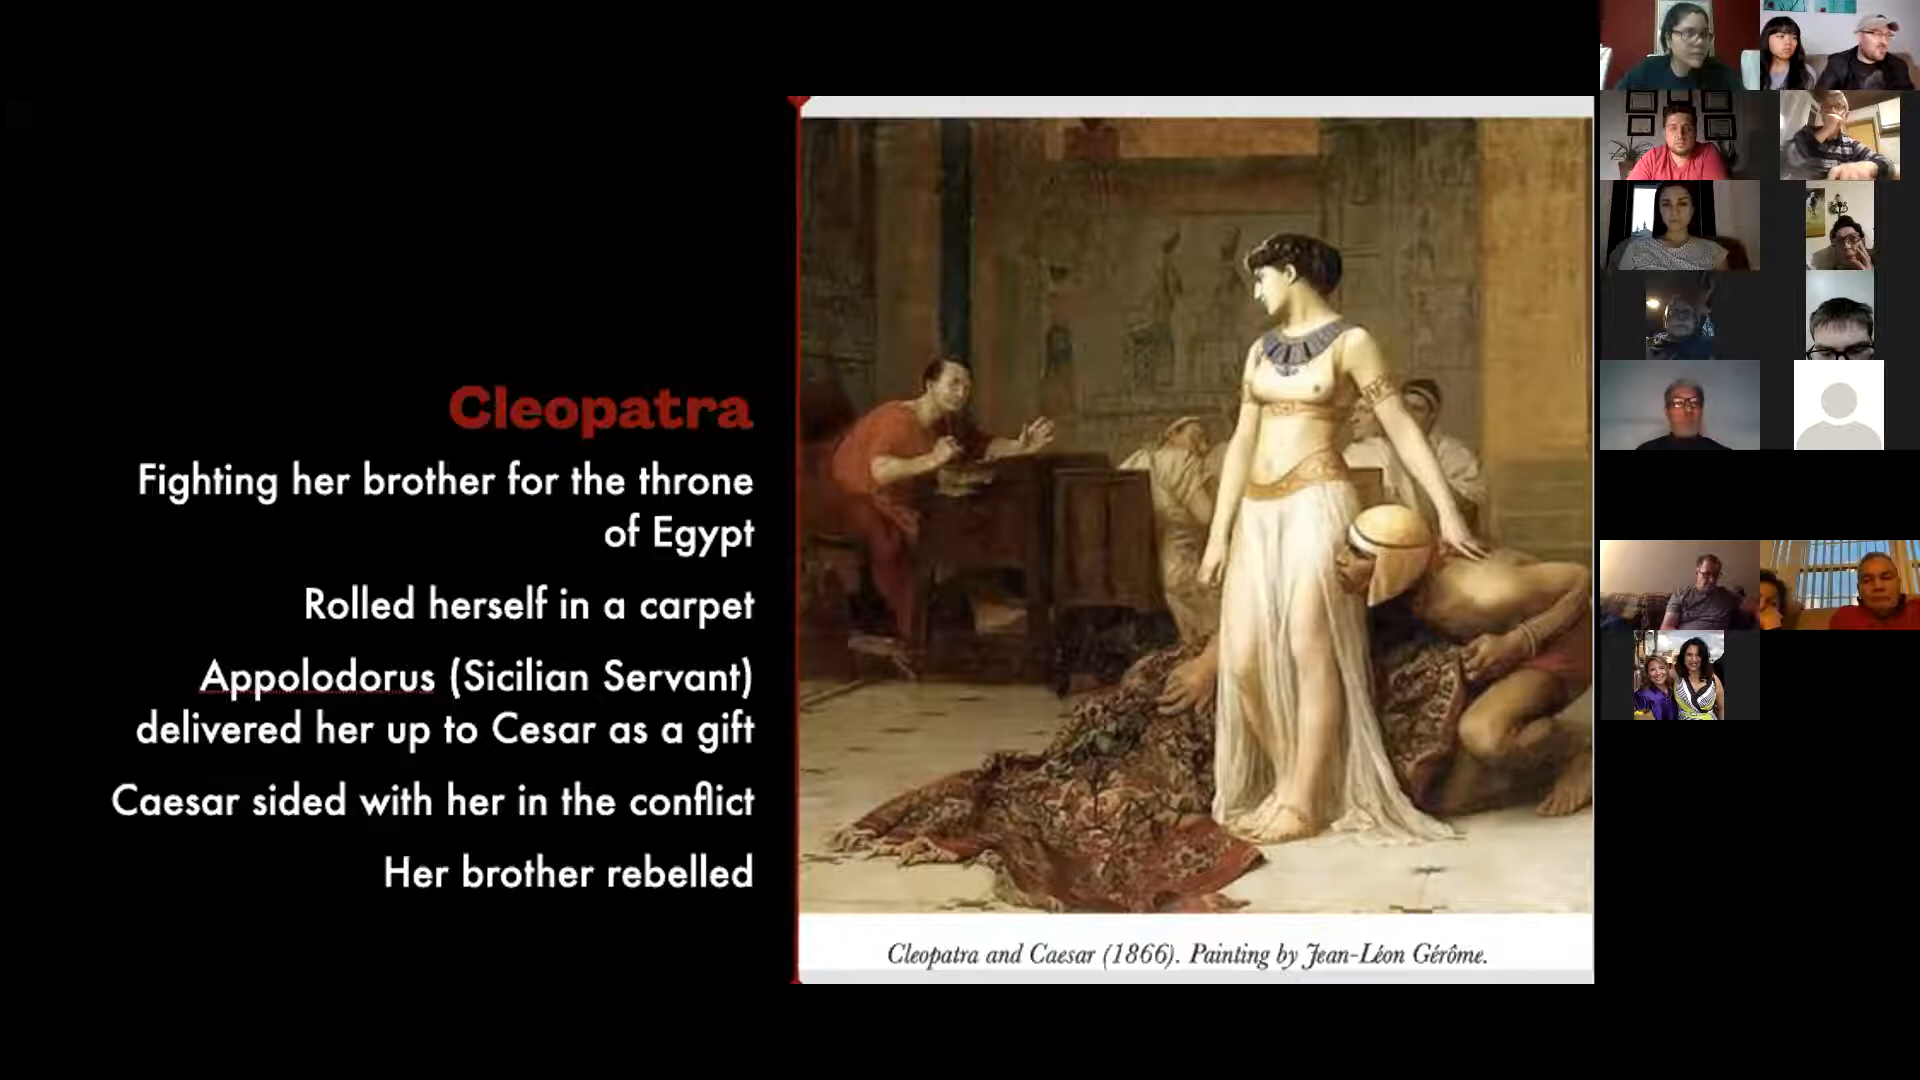 Cleopatra
Fighting her brother for the throne
of Egypt
Rolled herself in a carpet
Appolodorus (Sicilian Servant)
delivered her up to Cesar as a gift
Caesar sided with her in the conflict
Her brother rebelled
Cleopatra and Caesar (1866). Painting by Jean-Léon Gérôme.